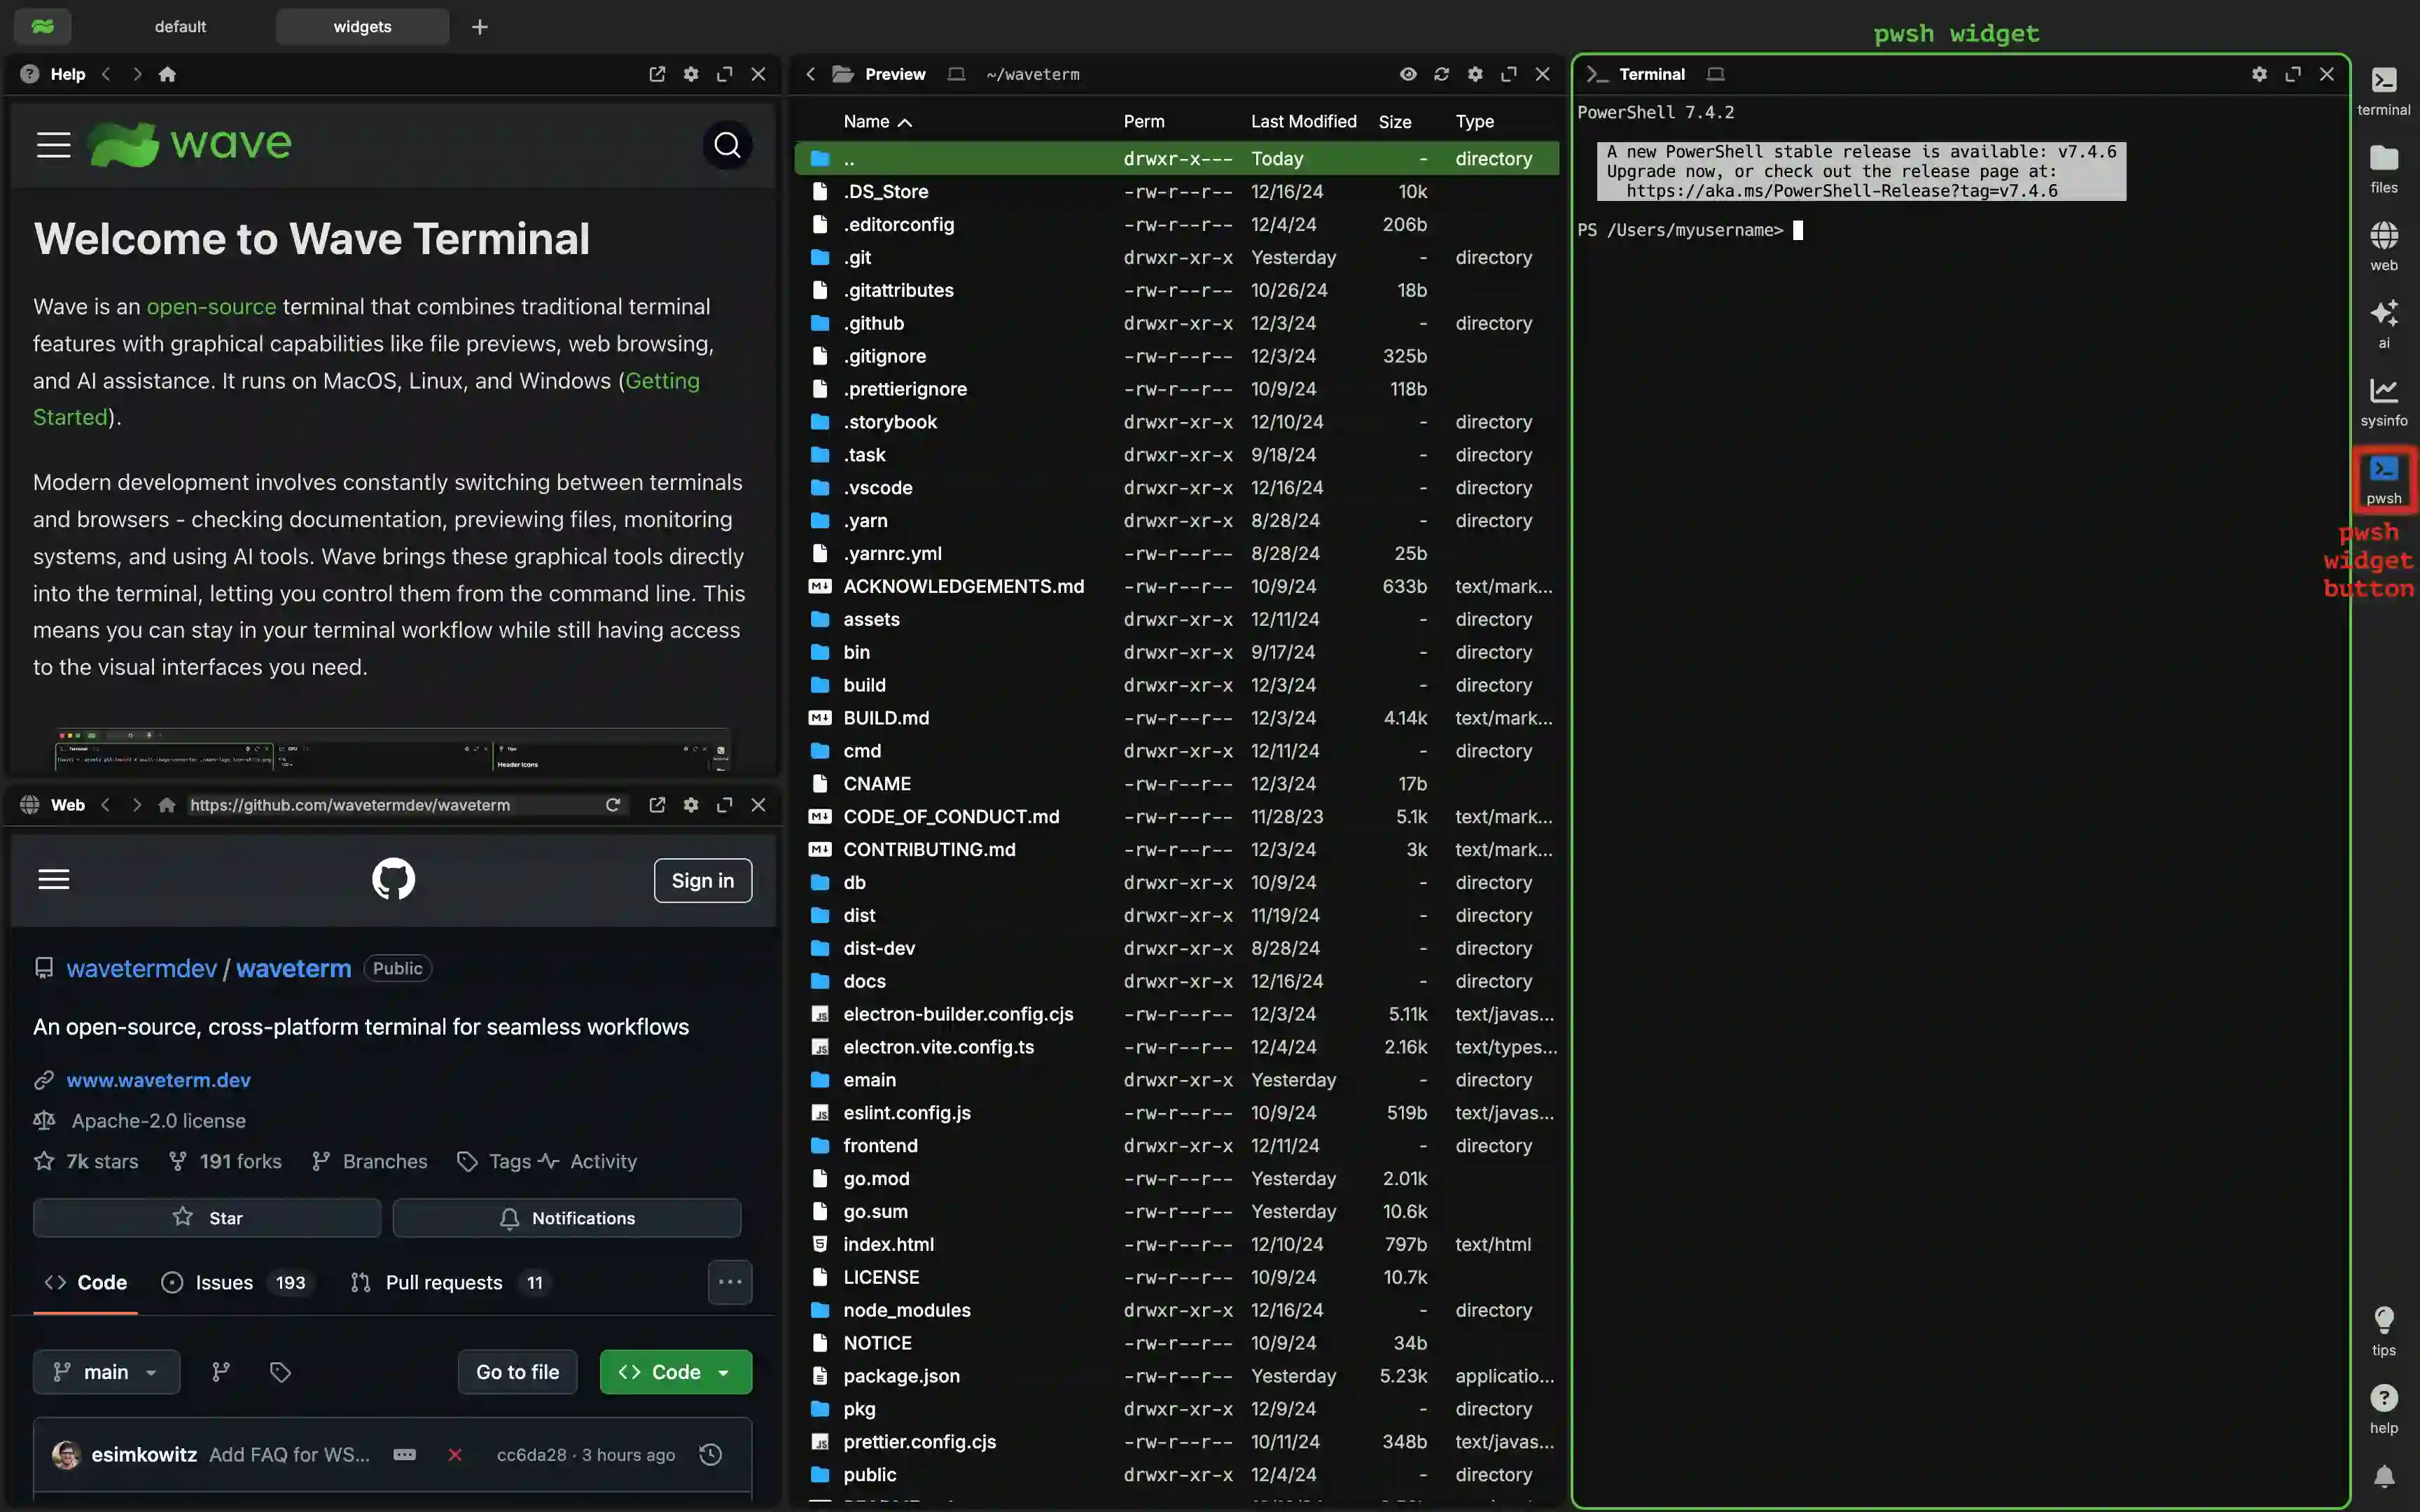 default
widgets
pwsh widget
Help
wave
Welcome to Wave Terminal
Wave is an open-source terminal that combines traditional terminal
features with graphical capabilities like file previews, web browsing,
and AI assistance. It runs on MacOS, Linux, and Windows (Getting
Started).
Modern development involves constantly switching between terminals
and browsers - checking documentation, previewing files, monitoring
systems, and using AI tools. Wave brings these graphical tools directly
into the terminal, letting you control them from the command line. This
means you can stay in your terminal workflow while still having access
to the visual interfaces you need.
Terminal
CPU
Tips
Header Icons
Web https://github.com/wavetermdev/waveterm
Sign in
wavetermdev / waveterm Public
An open-source, cross-platform terminal for seamless workflows
www.waveterm.dev
Apache-2.0 license
7k stars 191 forks Branches Tags Activity
Star Notifications
Code Issues 193 Pull requests 11
main Go to file Code
esimkowitz Add FAQ for WS... cc6da28 · 3 hours ago
Preview ~/waveterm
Name Perm Last Modified Size Type
.. drwxr-x--- Today - directory
.DS_Store -rw-r--r-- 12/16/24 10k
.editorconfig -rw-r--r-- 12/4/24 206b
.git drwxr-xr-x Yesterday - directory
.gitattributes -rw-r--r-- 10/26/24 18b
.github drwxr-xr-x 12/3/24 - directory
.gitignore -rw-r--r-- 12/3/24 325b
.prettierignore -rw-r--r-- 10/9/24 118b
.storybook drwxr-xr-x 12/10/24 - directory
.task drwxr-xr-x 9/18/24 - directory
.vscode drwxr-xr-x 12/16/24 - directory
.yarn drwxr-xr-x 8/28/24 - directory
.yarnrc.yml -rw-r--r-- 8/28/24 25b
ACKNOWLEDGEMENTS.md -rw-r--r-- 10/9/24 633b text/mark...
assets drwxr-xr-x 12/11/24 - directory
bin drwxr-xr-x 9/17/24 - directory
build drwxr-xr-x 12/3/24 - directory
BUILD.md -rw-r--r-- 12/3/24 4.14k text/mark...
cmd drwxr-xr-x 12/11/24 - directory
CNAME -rw-r--r-- 12/3/24 17b
CODE_OF_CONDUCT.md -rw-r--r-- 11/28/23 5.1k text/mark...
CONTRIBUTING.md -rw-r--r-- 12/3/24 3k text/mark...
db drwxr-xr-x 10/9/24 - directory
dist drwxr-xr-x 11/19/24 - directory
dist-dev drwxr-xr-x 8/28/24 - directory
docs drwxr-xr-x 12/16/24 - directory
electron-builder.config.cjs -rw-r--r-- 12/3/24 5.11k text/javas...
electron.vite.config.ts -rw-r--r-- 12/4/24 2.16k text/types...
emain drwxr-xr-x Yesterday - directory
eslint.config.js -rw-r--r-- 10/9/24 519b text/javas...
frontend drwxr-xr-x 12/11/24 - directory
go.mod -rw-r--r-- Yesterday 2.01k
go.sum -rw-r--r-- Yesterday 10.6k
index.html -rw-r--r-- 12/10/24 797b text/html
LICENSE -rw-r--r-- 10/9/24 10.7k
node_modules drwxr-xr-x 12/16/24 - directory
NOTICE -rw-r--r-- 10/9/24 34b
package.json -rw-r--r-- Yesterday 5.23k applicatio...
pkg drwxr-xr-x 12/9/24 - directory
prettier.config.cjs -rw-r--r-- 10/11/24 348b text/javas...
public drwxr-xr-x 12/4/24 - directory
Terminal
PowerShell 7.4.2
A new PowerShell stable release is available: v7.4.6
Upgrade now, or check out the release page at:
https://aka.ms/PowerShell-Release?tag=v7.4.6
PS /Users/myusername>
terminal
files
web
ai
sysinfo
pwsh
pwsh
widget
button
tips
help